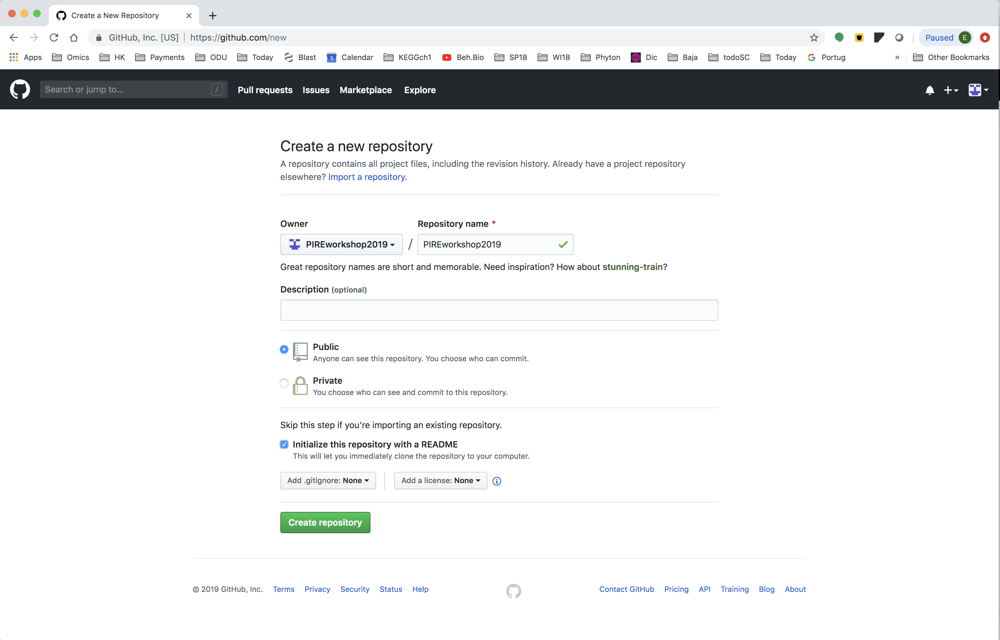 Create a New Repository
GitHub, Inc. [US] https://github.com/new Paused E
Apps Omics HK Payments ODU Today Blast 5 Calendar KEGGch1 Beh.Bio SP18 WI18 Phyton Dic Baja todoSC Today Portug » Other Bookmarks
Search or jump to... / Pull requests Issues Marketplace Explore
Create a new repository
A repository contains all project files, including the revision history. Already have a project repository
elsewhere? Import a repository.
Owner Repository name *
PIREworkshop2019 / PIREworkshop2019
Great repository names are short and memorable. Need inspiration? How about stunning-train?
Description (optional)
Public
Anyone can see this repository. You choose who can commit.
Private
You choose who can see and commit to this repository.
Skip this step if you’re importing an existing repository.
Initialize this repository with a README
This will let you immediately clone the repository to your computer.
Add .gitignore: None Add a license: None
Create repository
© 2019 GitHub, Inc. Terms Privacy Security Status Help Contact GitHub Pricing API Training Blog About